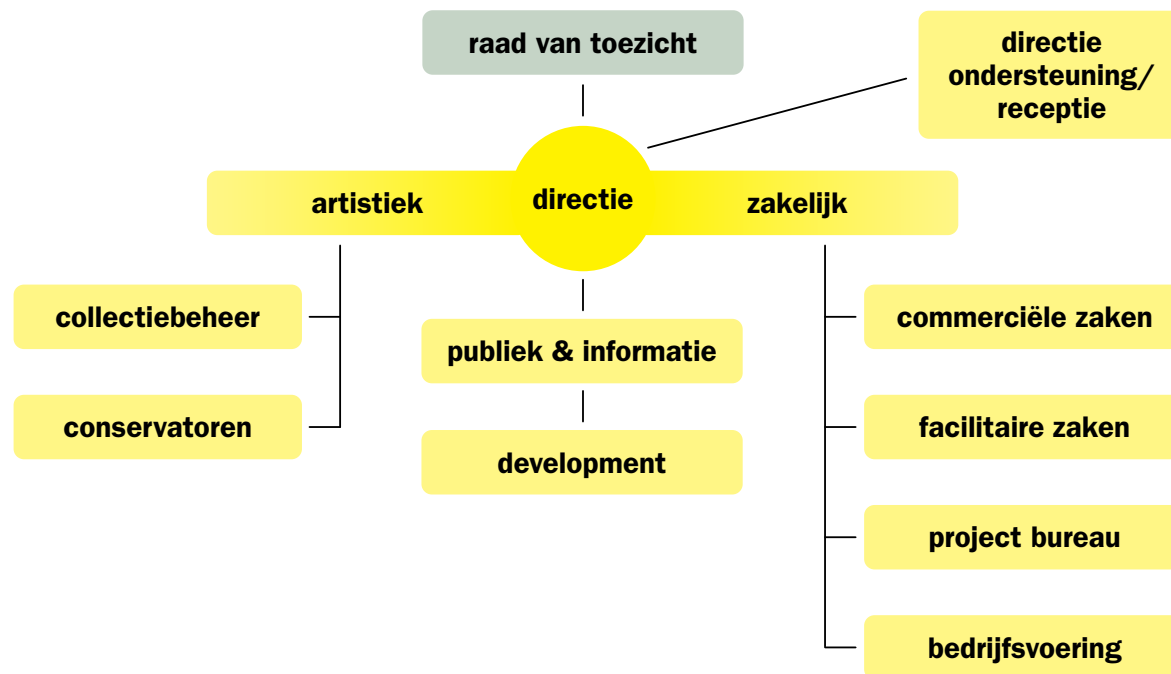 raad van toezicht
directie
ondersteuning/
receptie
artistiek
directie
zakelijk
collectiebeheer
publiek & informatie
commerciële zaken
conservatoren
development
facilitaire zaken
project bureau
bedrijfsvoering